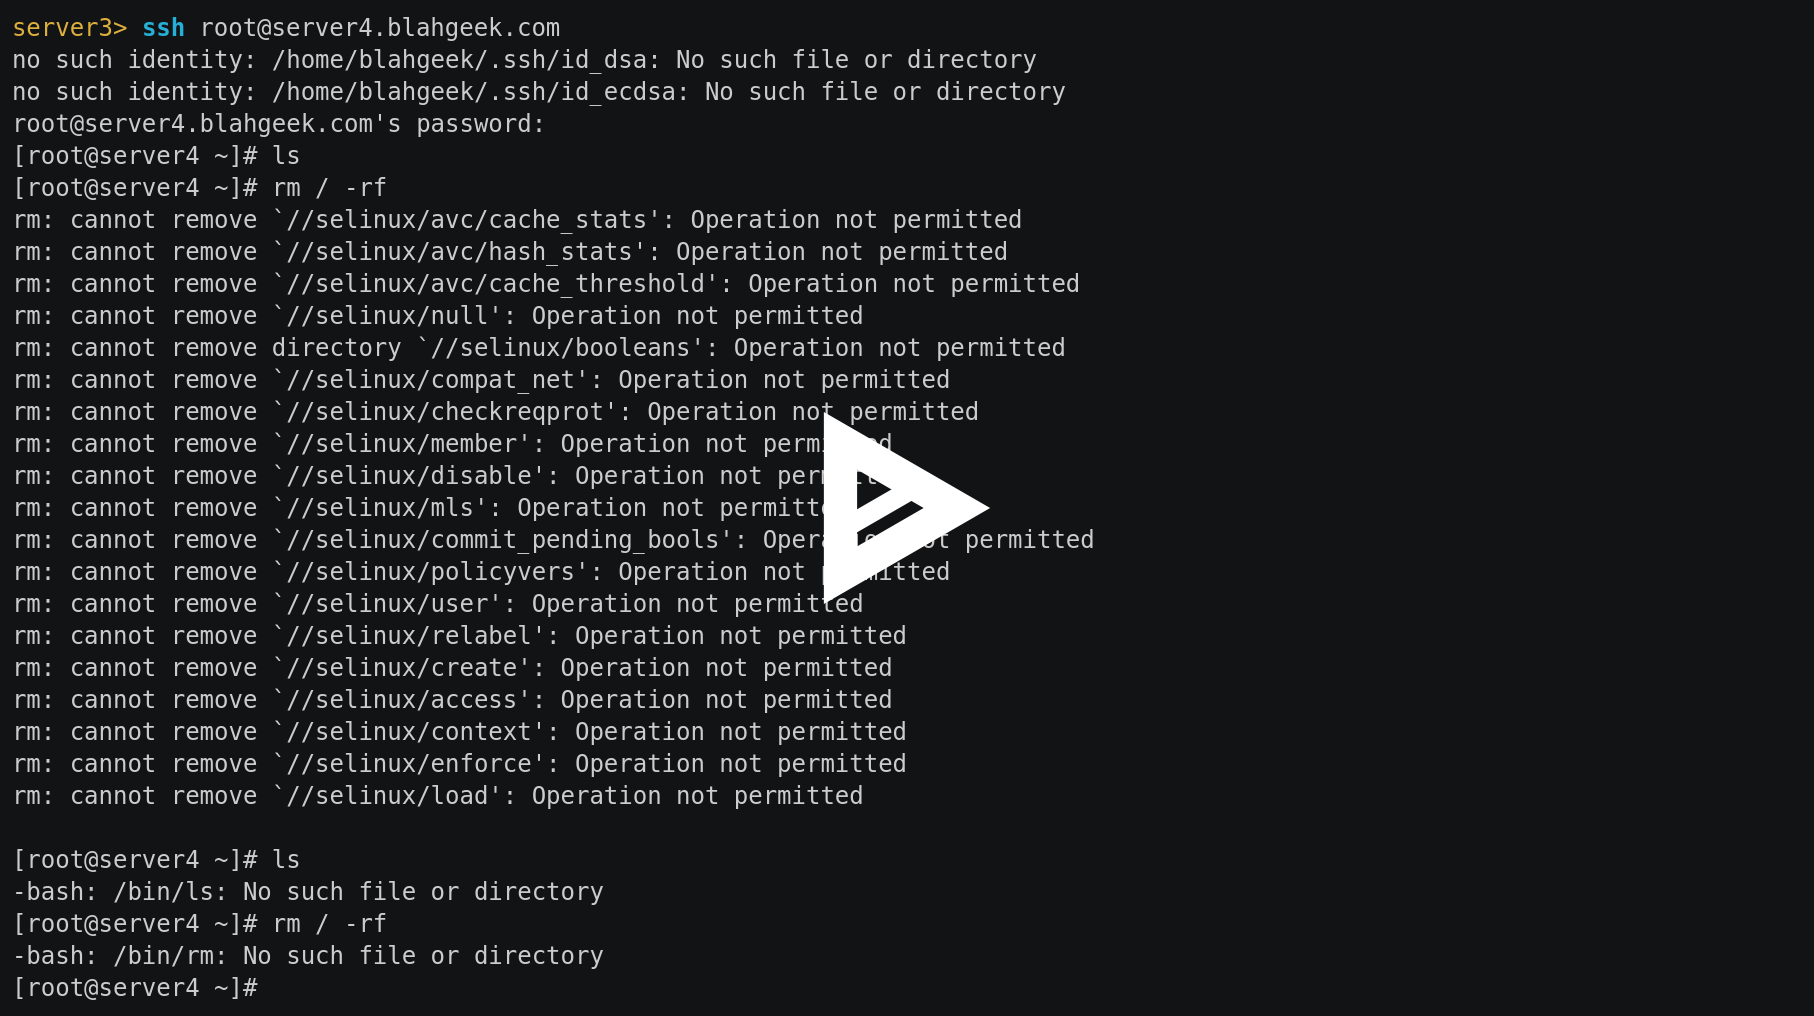 server3> ssh root@server4.blahgeek.com
no such identity: /home/blahgeek/.ssh/id_dsa: No such file or directory
no such identity: /home/blahgeek/.ssh/id_ecdsa: No such file or directory
root@server4.blahgeek.com's password:
[root@server4 ~]# ls
[root@server4 ~]# rm / -rf
rm: cannot remove `//selinux/avc/cache_stats': Operation not permitted
rm: cannot remove `//selinux/avc/hash_stats': Operation not permitted
rm: cannot remove `//selinux/avc/cache_threshold': Operation not permitted
rm: cannot remove `//selinux/null': Operation not permitted
rm: cannot remove directory `//selinux/booleans': Operation not permitted
rm: cannot remove `//selinux/compat_net': Operation not permitted
rm: cannot remove `//selinux/checkreqprot': Operation not permitted
rm: cannot remove `//selinux/member': Operation not permitted
rm: cannot remove `//selinux/disable': Operation not permitted
rm: cannot remove `//selinux/mls': Operation not permitted
rm: cannot remove `//selinux/commit_pending_bools': Operation not permitted
rm: cannot remove `//selinux/policyvers': Operation not permitted
rm: cannot remove `//selinux/user': Operation not permitted
rm: cannot remove `//selinux/relabel': Operation not permitted
rm: cannot remove `//selinux/create': Operation not permitted
rm: cannot remove `//selinux/access': Operation not permitted
rm: cannot remove `//selinux/context': Operation not permitted
rm: cannot remove `//selinux/enforce': Operation not permitted
rm: cannot remove `//selinux/load': Operation not permitted
[root@server4 ~]# ls
-bash: /bin/ls: No such file or directory
[root@server4 ~]# rm / -rf
-bash: /bin/rm: No such file or directory
[root@server4 ~]#